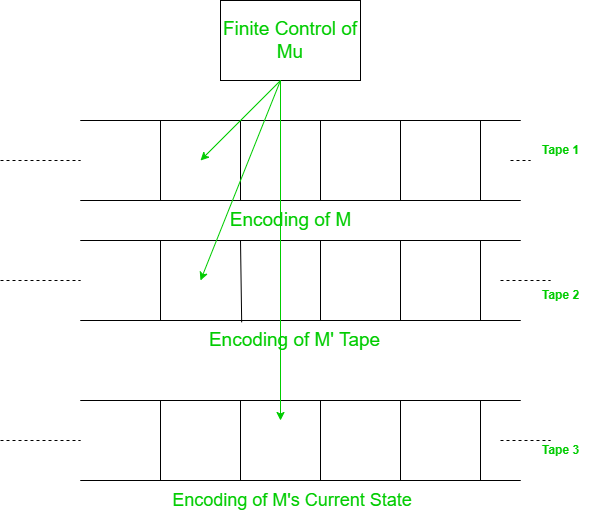 Finite Control of
Mu
Tape 1
Encoding of M
Tape 2
Encoding of M' Tape
Tape 3
Encoding of M's Current State